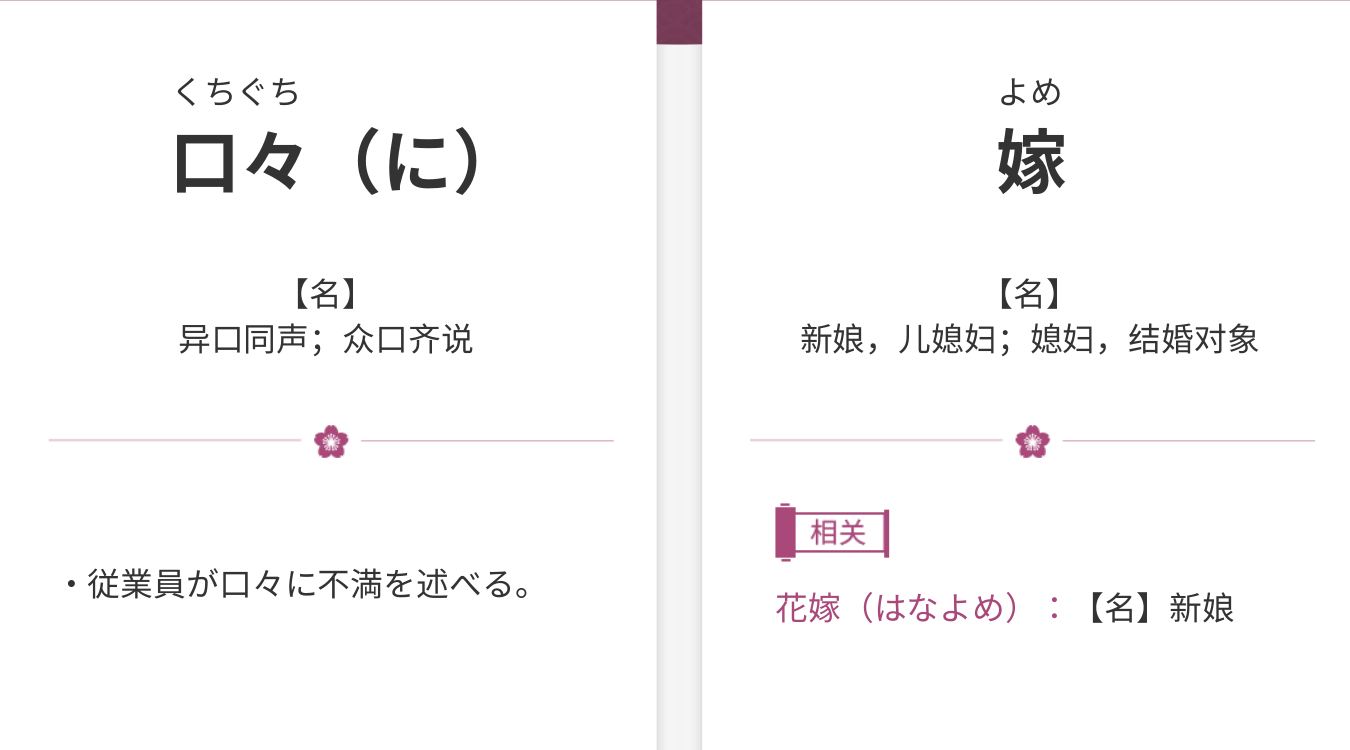 くちぐち
口々（に）
【名】
异口同声；众口齐说
・従業員が口々に不満を述べる。
よめ
嫁
【名】
新娘，儿媳妇；媳妇，结婚对象
相关
花嫁（はなよめ）：【名】新娘